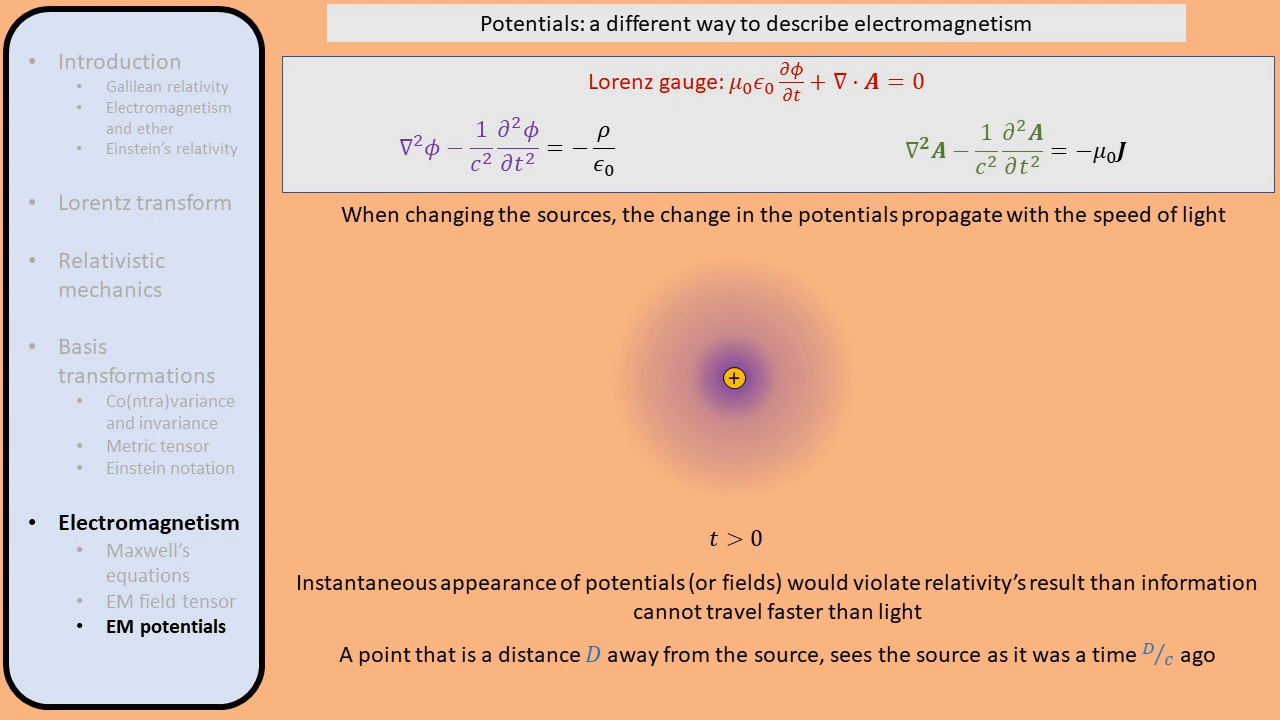 Potentials: a different way to describe electromagnetism
• Introduction
• Galilean relativity
• Electromagnetism
and ether
• Einstein's relativity
• Lorentz transform
• Relativistic
mechanics
• Basis
transformations
• Co(ntra)variance
and invariance
• Metric tensor
• Einstein notation
• Electromagnetism
• Maxwell's
equations
• EM field tensor
• EM potentials
Lorenz gauge: μ₀ϵ₀ ∂ϕ/∂t + ∇ · A = 0
∇²ϕ − 1/c² ∂²ϕ/∂t² = − ρ/ϵ₀
∇²A − 1/c² ∂²A/∂t² = −μ₀J
When changing the sources, the change in the potentials propagate with the speed of light
+
t > 0
Instantaneous appearance of potentials (or fields) would violate relativity's result than information
cannot travel faster than light
A point that is a distance D away from the source, sees the source as it was a time D/c ago